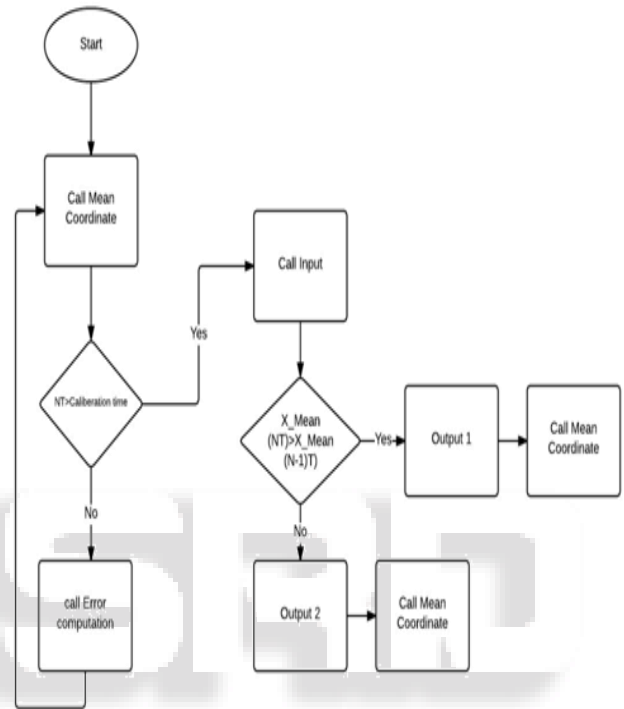 Start
Call Mean
Coordinate
NT>Caliberation time
Yes
No
call Error
computation
Call Input
X_Mean
(NT)>X_Mean
(N-1)T)
Yes
Output 1
Call Mean
Coordinate
No
Output 2
Call Mean
Coordinate